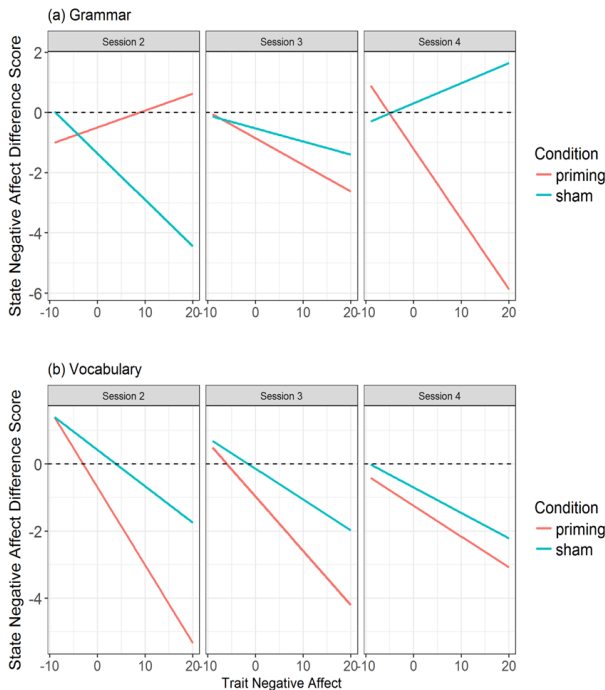 (a) Grammar
Session 2
Session 3
Session 4
State Negative Affect Difference Score
2
0
-2
-4
-6
-10 0 10 20
-10 0 10 20
-10 0 10 20
Condition
priming
sham
(b) Vocabulary
Session 2
Session 3
Session 4
State Negative Affect Difference Score
0
-2
-4
-10 0 10 20
-10 0 10 20
-10 0 10 20
Trait Negative Affect
Condition
priming
sham